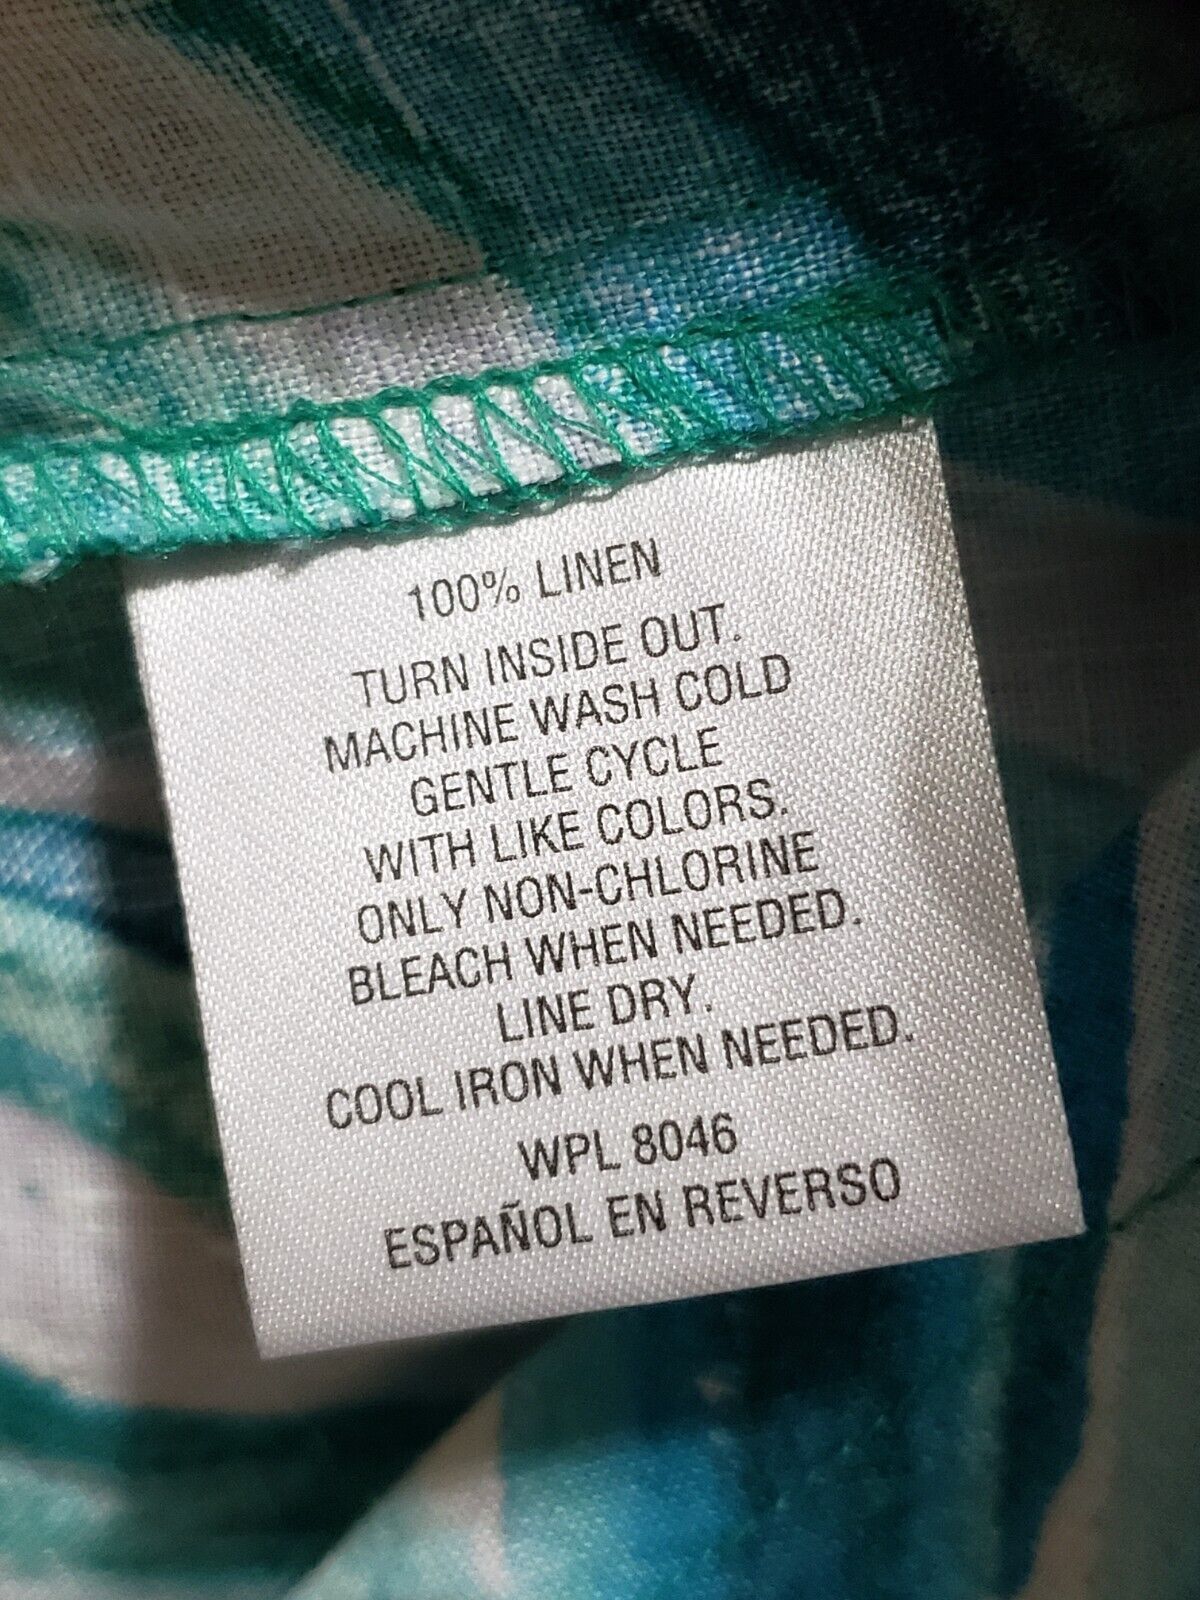 100% LINEN
TURN INSIDE OUT.
MACHINE WASH COLD
GENTLE CYCLE
WITH LIKE COLORS.
ONLY NON-CHLORINE
BLEACH WHEN NEEDED.
LINE DRY.
COOL IRON WHEN NEEDED.
WPL 8046
ESPAÑOL EN REVERSO